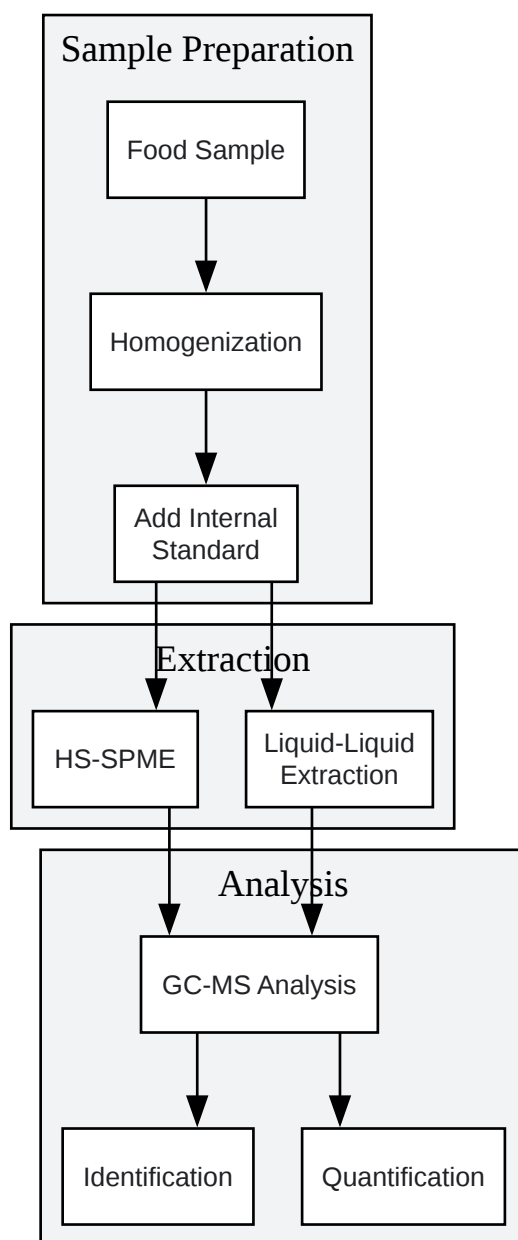 Sample Preparation
Food Sample
Homogenization
Add Internal
Standard
Extraction
HS-SPME
Liquid-Liquid
Extraction
Analysis
GC-MS Analysis
Identification
Quantification